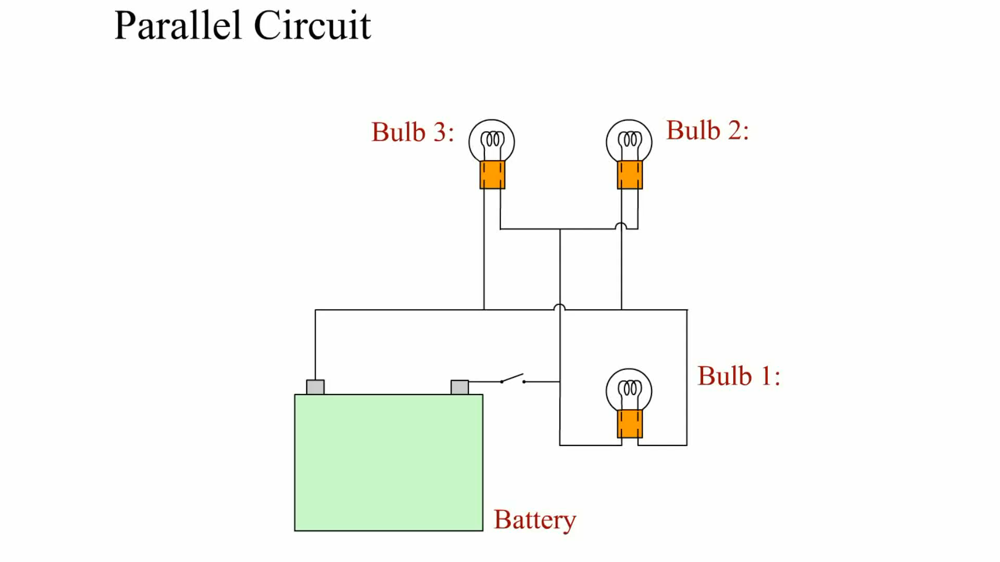 Parallel Circuit
Bulb 3:
Bulb 2:
Bulb 1:
Battery